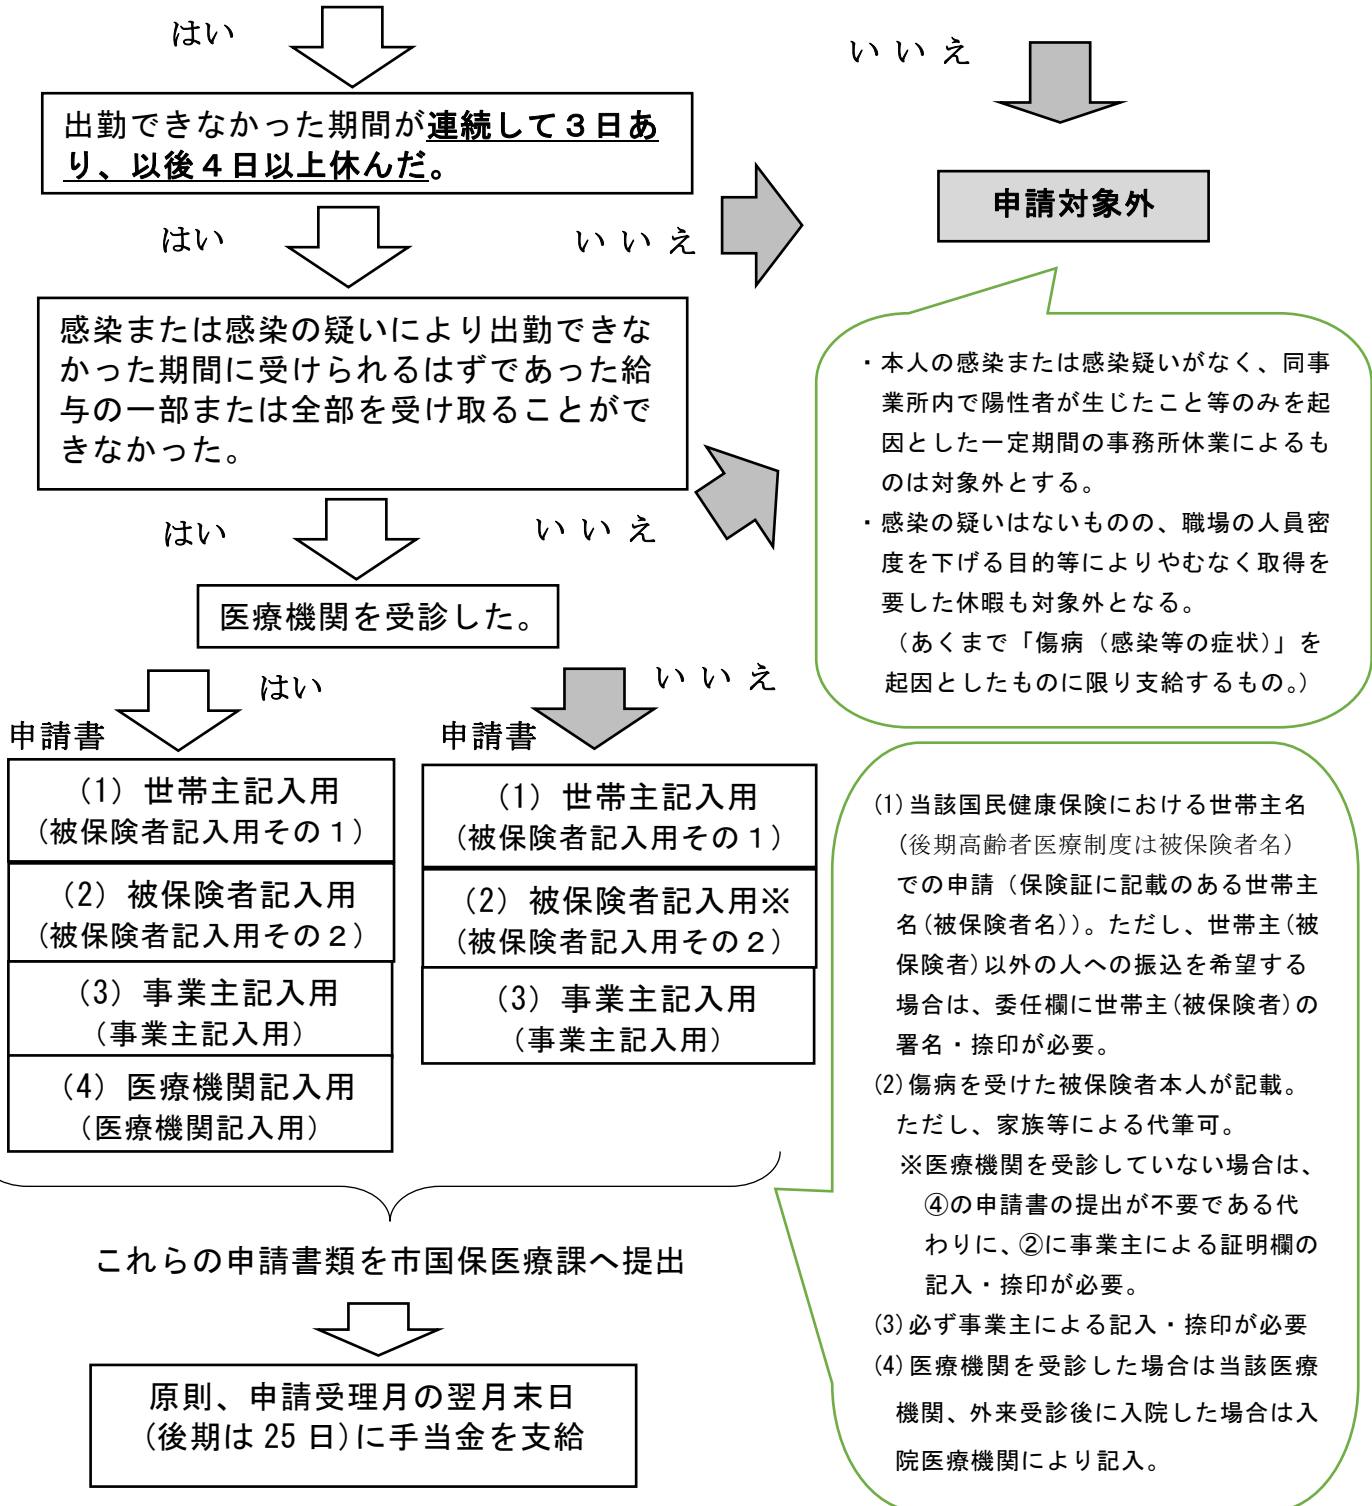 はい
いいえ
出勤できなかった期間が連続して３日あ
り、以後４日以上休んだ。
申請対象外
はい
いいえ
感染または感染の疑いにより出勤できな
かった期間に受けられるはずであった給
与の一部または全部を受け取ることがで
きなかった。
・本人の感染または感染疑いがなく、同事
業所内で陽性者が生じたこと等のみを起
因とした一定期間の事務所休業によるも
のは対象外とする。
・感染の疑いはないものの、職場の人員密
度を下げる目的等によりやむなく取得を
要した休暇も対象外となる。
（あくまで「傷病（感染等の症状）」を
起因としたものに限り支給するもの。）
はい
いいえ
医療機関を受診した。
はい
いいえ
申請書
(1) 世帯主記入用
(被保険者記入用その１)
(2) 被保険者記入用
(被保険者記入用その２)
(3) 事業主記入用
(事業主記入用)
(4) 医療機関記入用
(医療機関記入用)
申請書
(1) 世帯主記入用
(被保険者記入用その１)
(2) 被保険者記入用※
(被保険者記入用その２)
(3) 事業主記入用
(事業主記入用)
(1)当該国民健康保険における世帯主名
(後期高齢者医療制度は被保険者名)
での申請（保険証に記載のある世帯主
名(被保険者名)）。ただし、世帯主(被
保険者)以外の人への振込を希望する
場合は、委任欄に世帯主(被保険者)の
署名・捺印が必要。
(2)傷病を受けた被保険者本人が記載。
ただし、家族等による代筆可。
※医療機関を受診していない場合は、
④の申請書の提出が不要である代
わりに、②に事業主による証明欄の
記入・捺印が必要。
(3)必ず事業主による記入・捺印が必要
(4)医療機関を受診した場合は当該医療
機関、外来受診後に入院した場合は入
院医療機関により記入。
これらの申請書類を市国保医療課へ提出
原則、申請受理月の翌月末日
(後期は 25 日)に手当金を支給